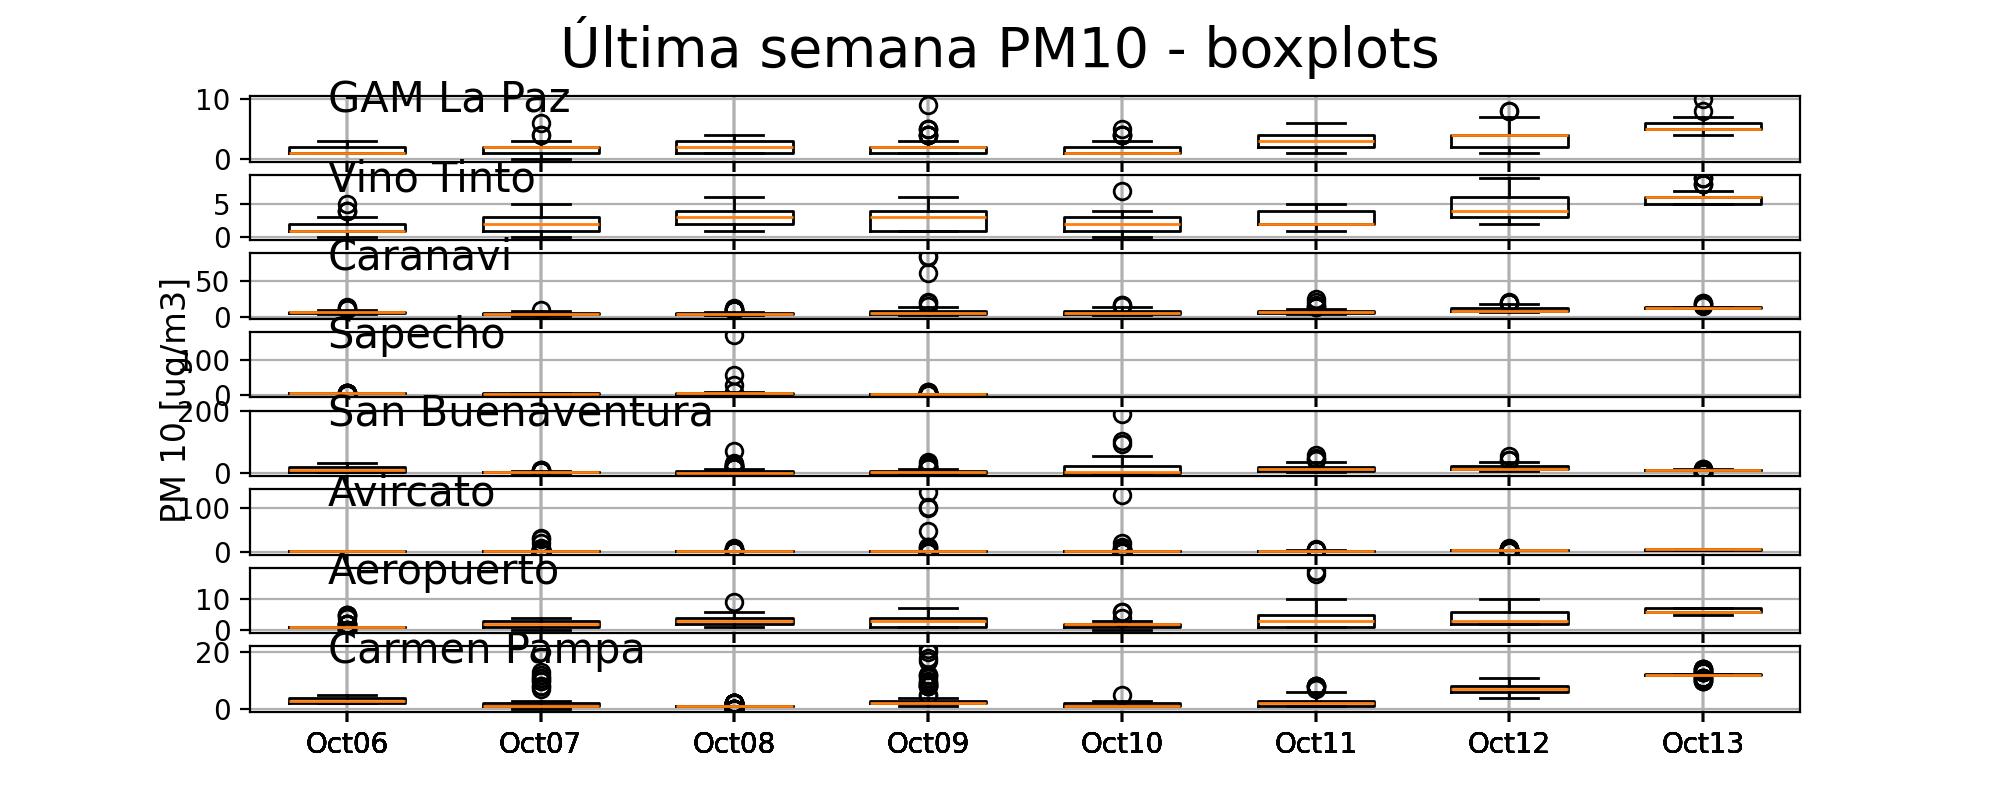 Última semana PM10 - boxplots
GAM La Paz
10
0
Vino Tinto
5
0
Caranavi
50
0
PM 10 [ug/m3]
Sapecho
100
0
San Buenaventura
200
0
Avircato
100
0
Aeropuerto
10
0
Carmen Pampa
20
0
Oct06 Oct07 Oct08 Oct09 Oct10 Oct11 Oct12 Oct13